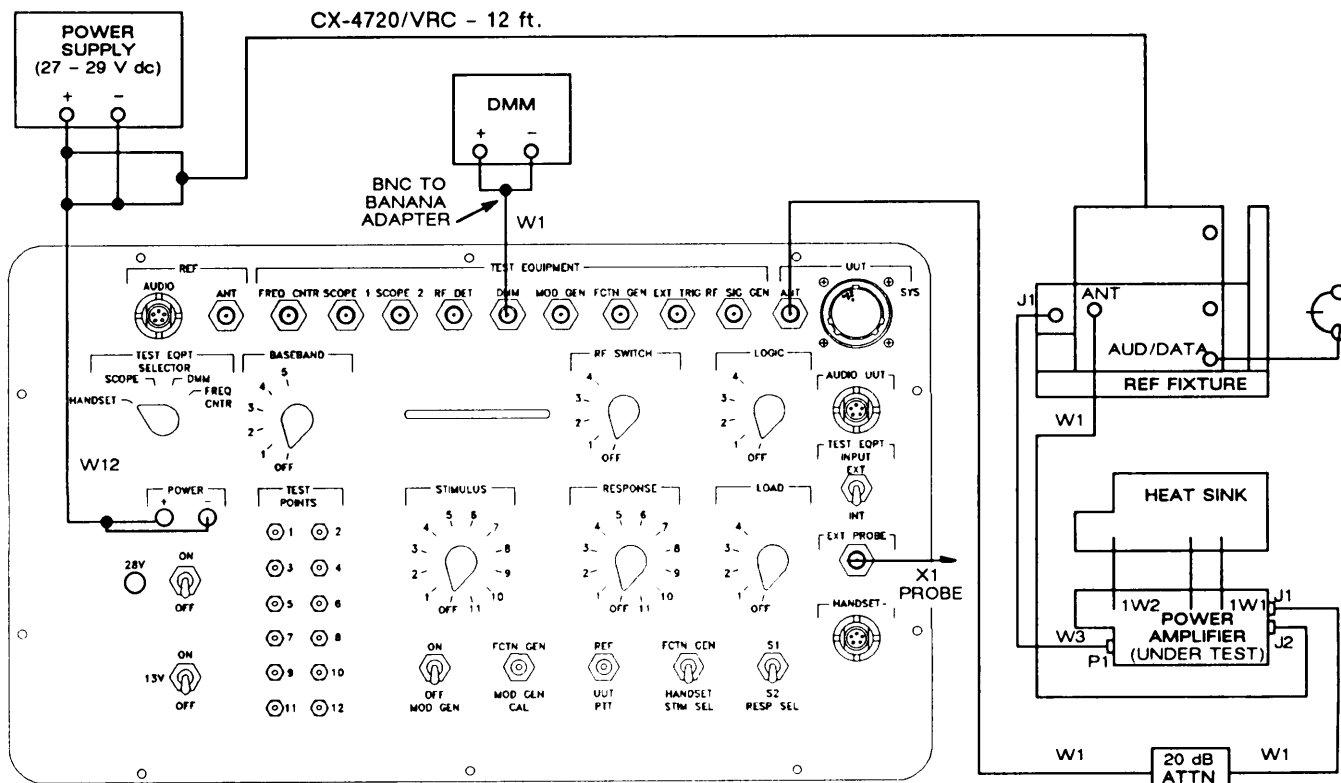 CX-4720/VRC - 12 ft.
POWER
SUPPLY
(27 - 29 V dc)
+ -
DMM
+ -
BNC TO
BANANA
ADAPTER
W1
REF
TEST EQUIPMENT
UUT
AUDIO
ANT
FREQ CNTR
SCOPE 1
SCOPE 2
RF DET
DMM
MOD GEN
FCTN GEN
EXT TRIG
RF SIG GEN
ANT
SYS
TEST EQPT
SELECTOR
SCOPE
DMM
HANDSET
FREQ
CNTR
BASEBAND
5
4
3
2
1
OFF
RF SWITCH
4
3
2
1
OFF
LOGIC
4
3
2
1
OFF
AUDIO UUT
TEST EQPT
INPUT
EXT
INT
W12
POWER
+ -
TEST
POINTS
1 2
3 4
5 6
7 8
9 10
11 12
STIMULUS
5 6
4 7
3 8
2 9
1 10
OFF 11
RESPONSE
5 6
4 7
3 8
2 9
1 10
OFF 11
LOAD
4
3
2
1
OFF
EXT PROBE
X1
PROBE
HANDSET
28V
ON
OFF
13V
ON
OFF
ON
OFF
MOD GEN
FCTN GEN
MOD GEN
CAL
REF
UUT
PTT
FCTN GEN
HANDSET
STIM SEL
S1
S2
RESP SEL
J1
ANT
AUD/DATA
REF FIXTURE
W1
HEAT SINK
1W2
1W1
J1
POWER
AMPLIFIER
(UNDER TEST)
J2
W3
P1
W1
20 dB
ATTN
W1